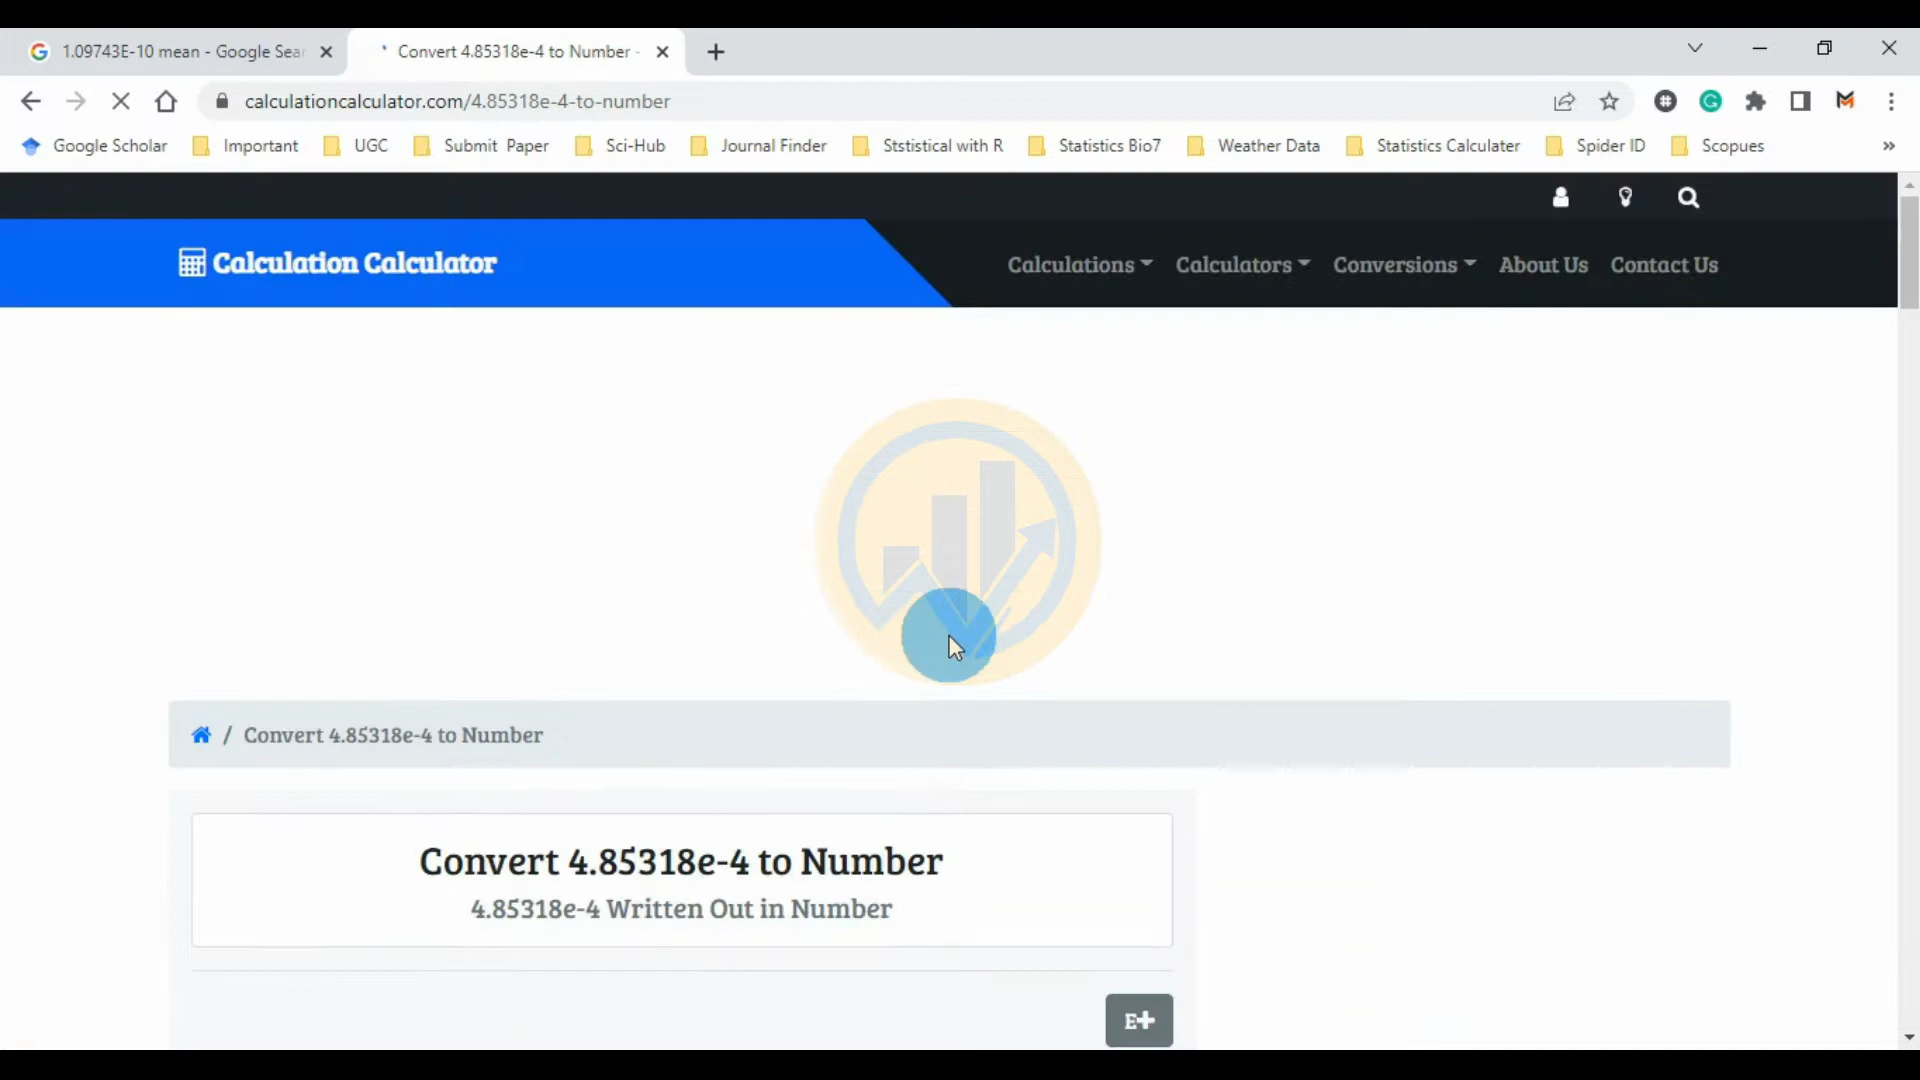 1.09743E-10 mean - Google Sear
Convert 4.85318e-4 to Number -
calculationcalculator.com/4.85318e-4-to-number
Google Scholar Important UGC Submit Paper Sci-Hub Journal Finder Ststistical with R Statistics Bio7 Weather Data Statistics Calculater Spider ID Scopues »
Calculation Calculator
Calculations Calculators Conversions About Us Contact Us
/ Convert 4.85318e-4 to Number
Convert 4.85318e-4 to Number
4.85318e-4 Written Out in Number
E+